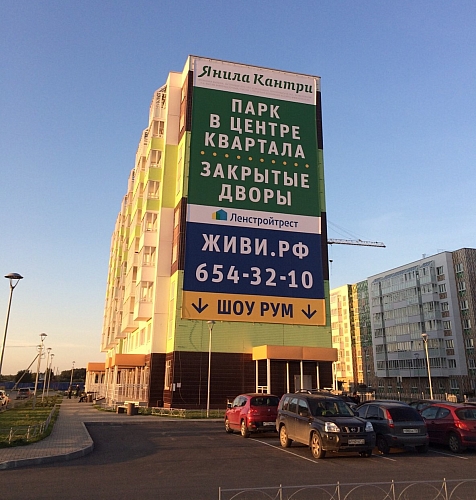 Янила Кантри
ПАРК
В ЦЕНТРЕ
КВАРТАЛА
ЗАКРЫТЫЕ
ДВОРЫ
Ленстройтрест
ЖИВИ.РФ
654-32-10
ШОУ РУМ